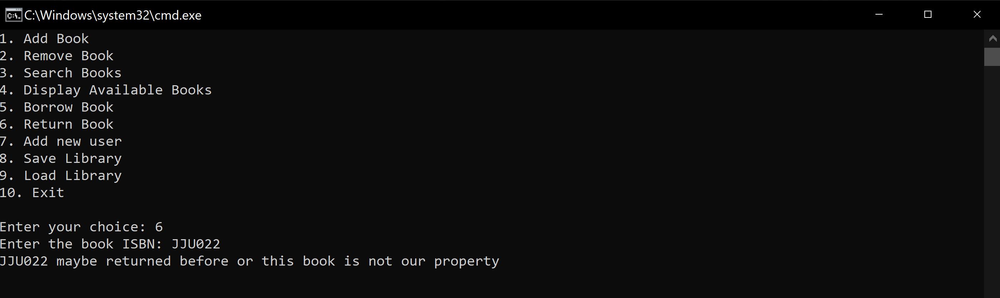 C:\Windows\system32\cmd.exe
1. Add Book
2. Remove Book
3. Search Books
4. Display Available Books
5. Borrow Book
6. Return Book
7. Add new user
8. Save Library
9. Load Library
10. Exit
Enter your choice: 6
Enter the book ISBN: JJU022
JJU022 maybe returned before or this book is not our property